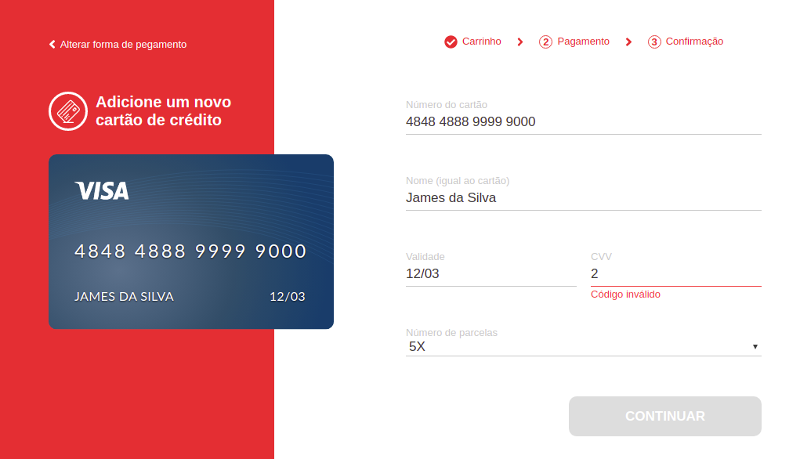 Alterar forma de pegamento
Adicione um novo
cartão de crédito
VISA
4848 4888 9999 9000
JAMES DA SILVA 12/03
Carrinho 2 Pagamento 3 Confirmação
Número do cartão
4848 4888 9999 9000
Nome (igual ao cartão)
James da Silva
Validade CVV
12/03 2
Código inválido
Número de parcelas
5X
CONTINUAR